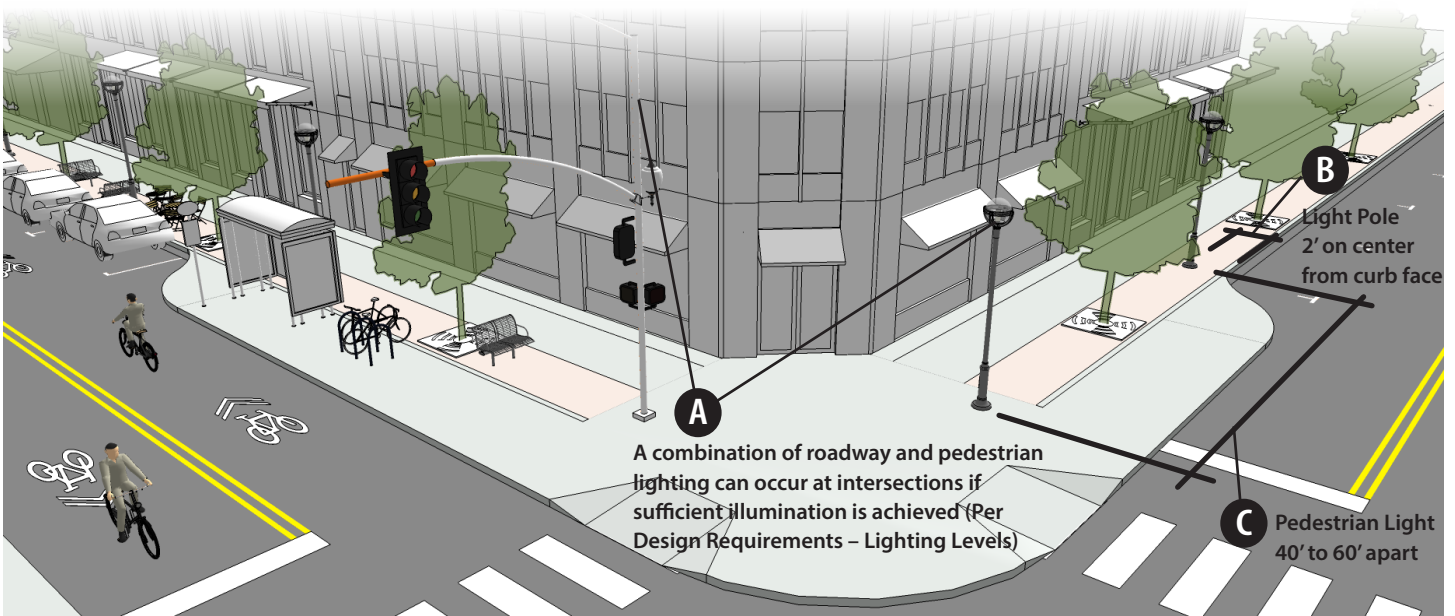 B
Light Pole
2’ on center
from curb face
A
A combination of roadway and pedestrian
lighting can occur at intersections if
sufficient illumination is achieved (Per
Design Requirements – Lighting Levels)
C
Pedestrian Light
40’ to 60’ apart